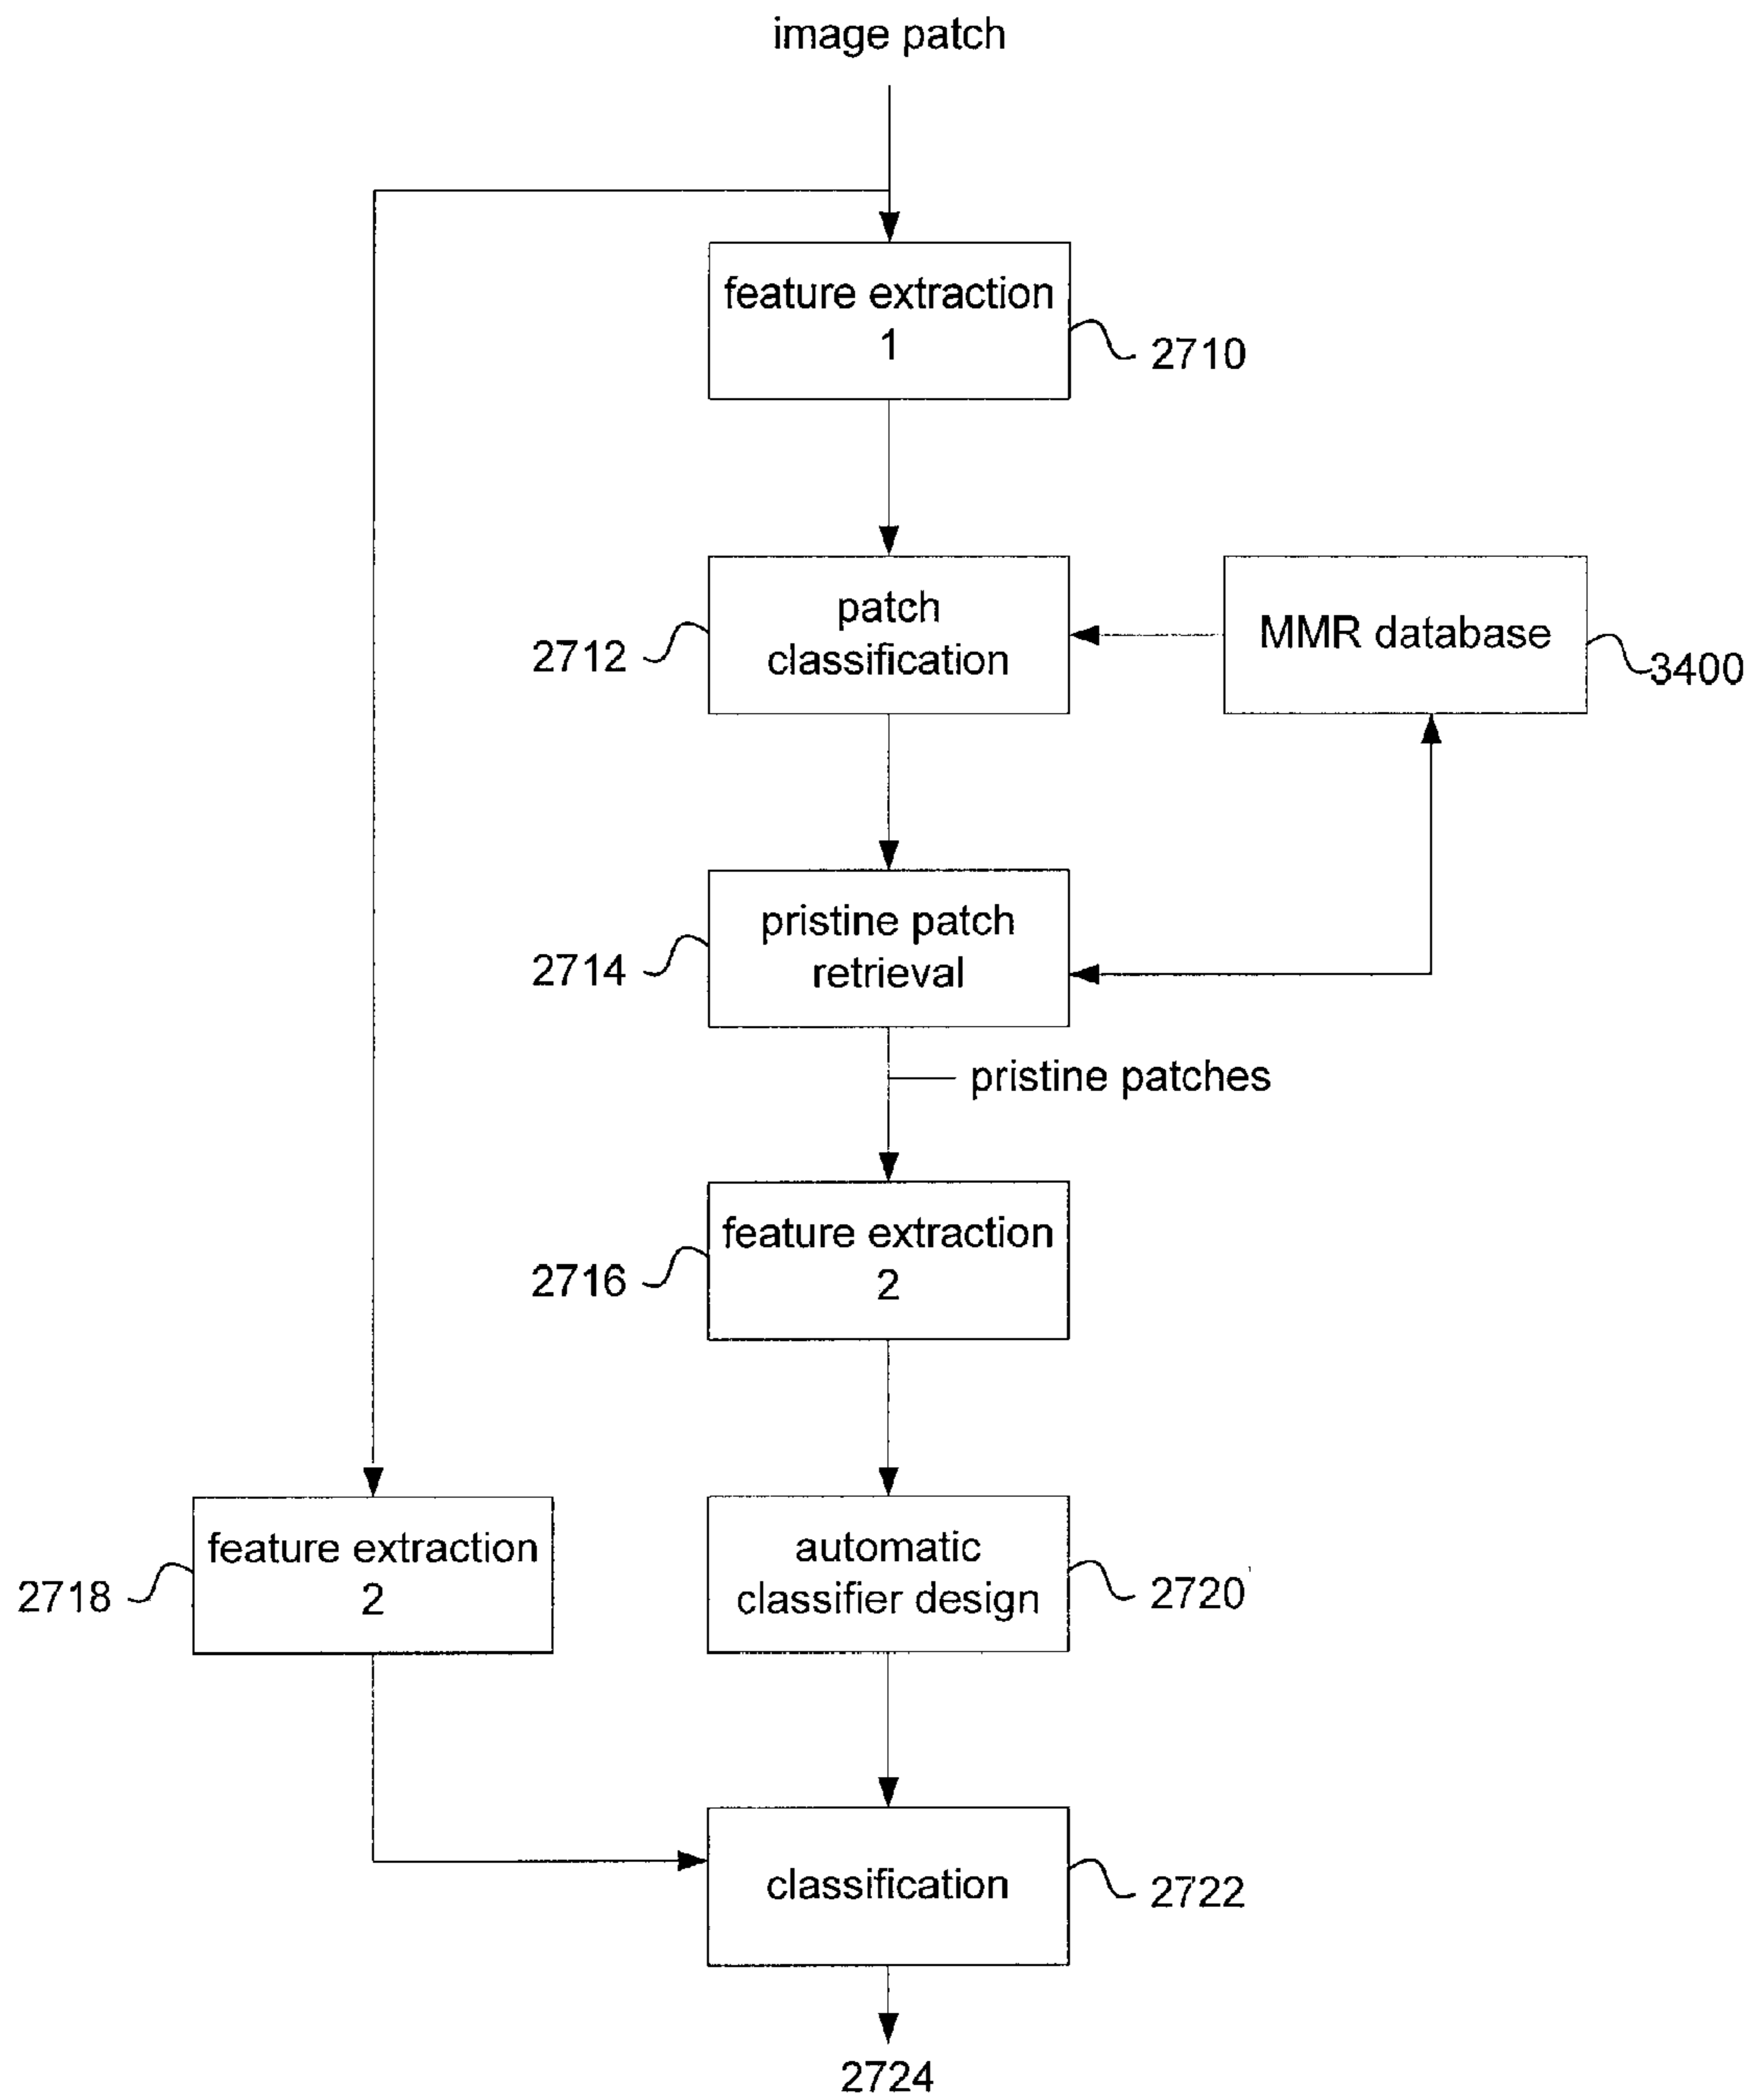 image patch
feature extraction
1
2710
patch
classification
2712
MMR database
3400
pristine patch
retrieval
2714
pristine patches
feature extraction
2
2716
feature extraction
2
2718
automatic
classifier design
2720
classification
2722
2724